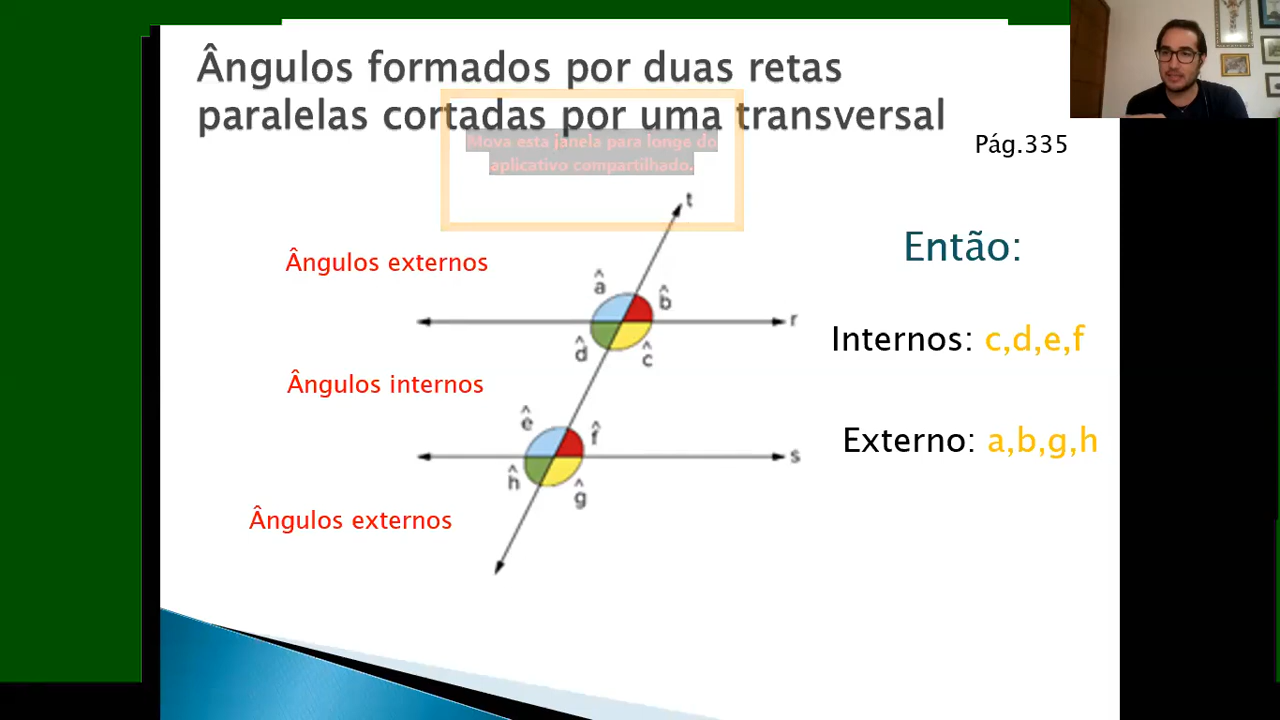 Ângulos formados por duas retas
paralelas cortadas por uma transversal
Pág.335
Mova esta janela para longe do
aplicativo compartilhado.
t
Ângulos externos
Então:
â
b̂
r
d̂
ĉ
Internos: c,d,e,f
Ângulos internos
ê
f̂
s
Externo: a,b,g,h
ĥ
ĝ
Ângulos externos